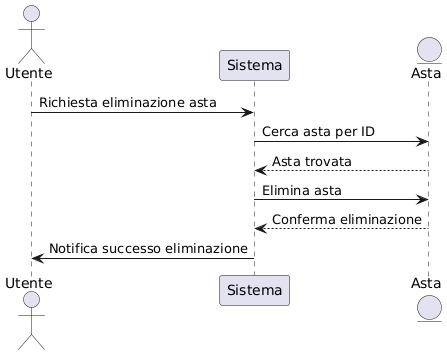 Utente
Sistema
Asta
Richiesta eliminazione asta
Cerca asta per ID
Asta trovata
Elimina asta
Conferma eliminazione
Notifica successo eliminazione
Utente
Sistema
Asta